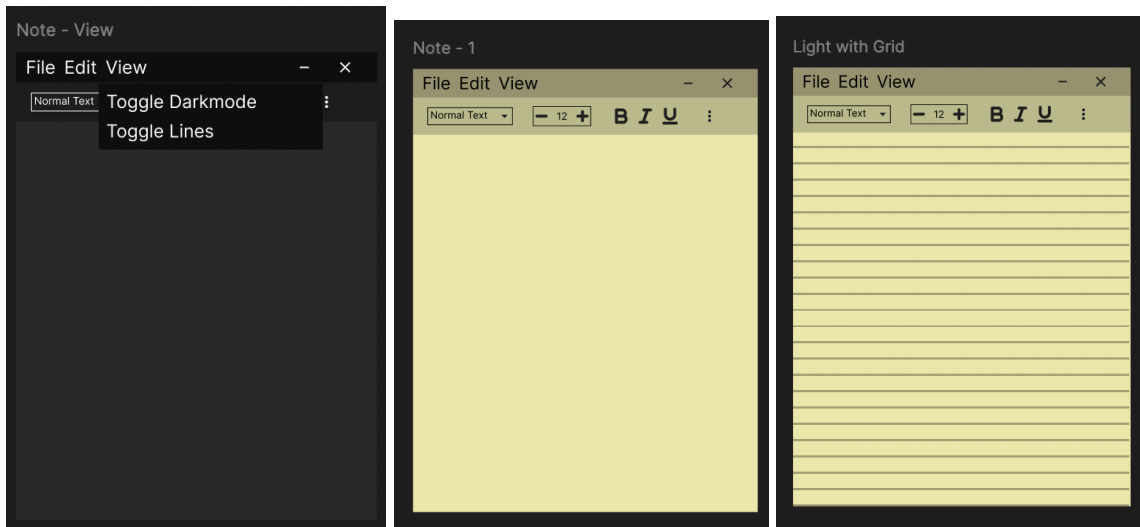 Note - View
File Edit View
Normal Text
Toggle Darkmode
Toggle Lines
Note - 1
File Edit View
Normal Text 12 B I U
Light with Grid
File Edit View
Normal Text 12 B I U